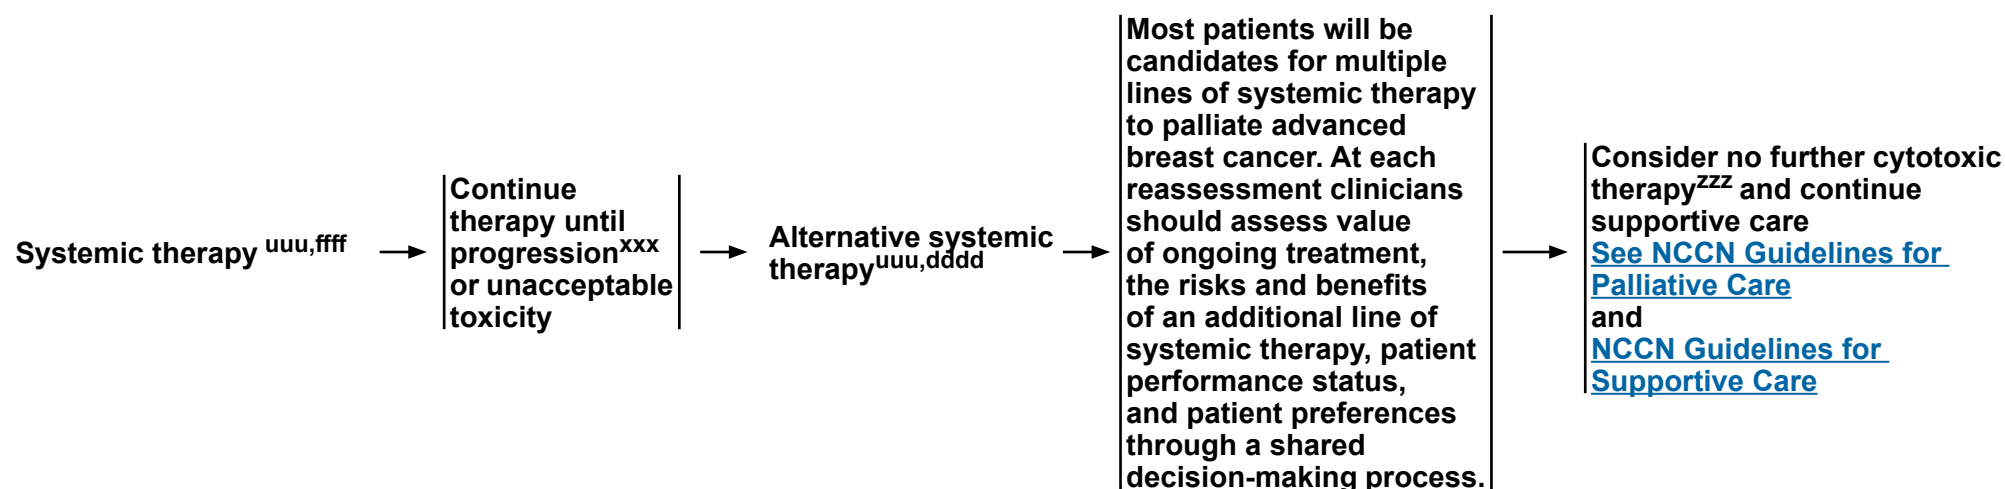 Systemic therapy uuu,ffff
Continue
therapy until
progressionxxx
or unacceptable
toxicity
Alternative systemic
therapyuuu,dddd
Most patients will be
candidates for multiple
lines of systemic therapy
to palliate advanced
breast cancer. At each
reassessment clinicians
should assess value
of ongoing treatment,
the risks and benefits
of an additional line of
systemic therapy, patient
performance status,
and patient preferences
through a shared
decision-making process.
Consider no further cytotoxic
therapyzzz and continue
supportive care
See NCCN Guidelines for
Palliative Care
and
NCCN Guidelines for
Supportive Care